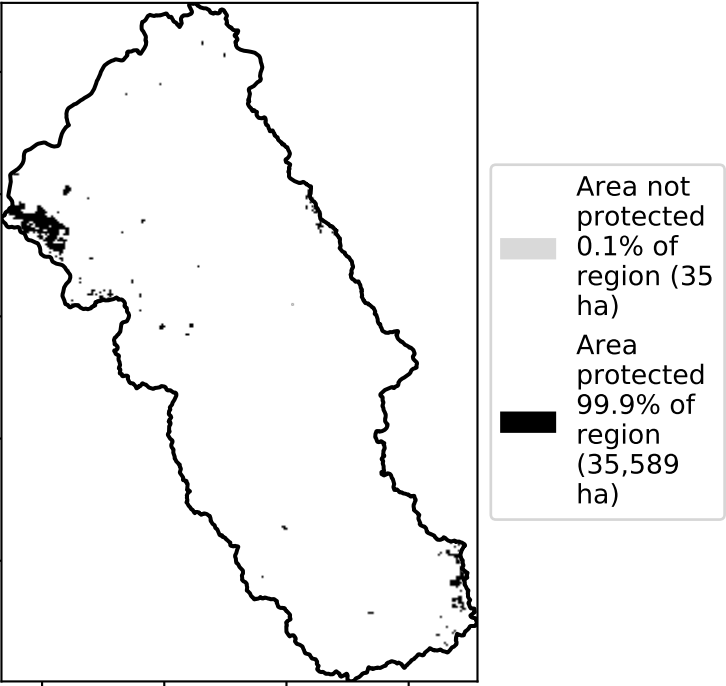 Area not
protected
0.1% of
region (35
ha)
Area
protected
99.9% of
region
(35,589
ha)